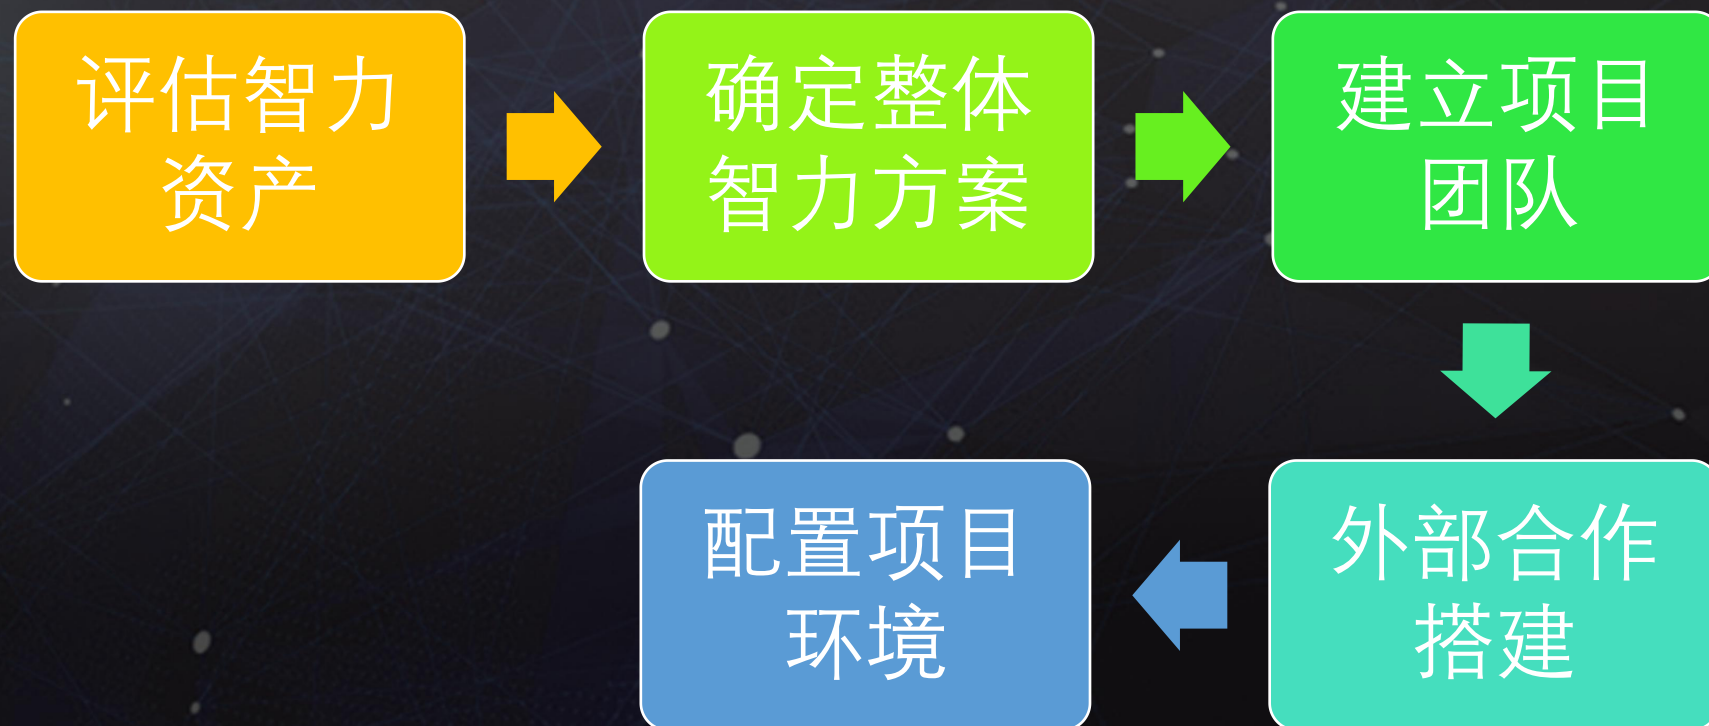 评估智力
资产
确定整体
智力方案
建立项目
团队
外部合作
搭建
配置项目
环境